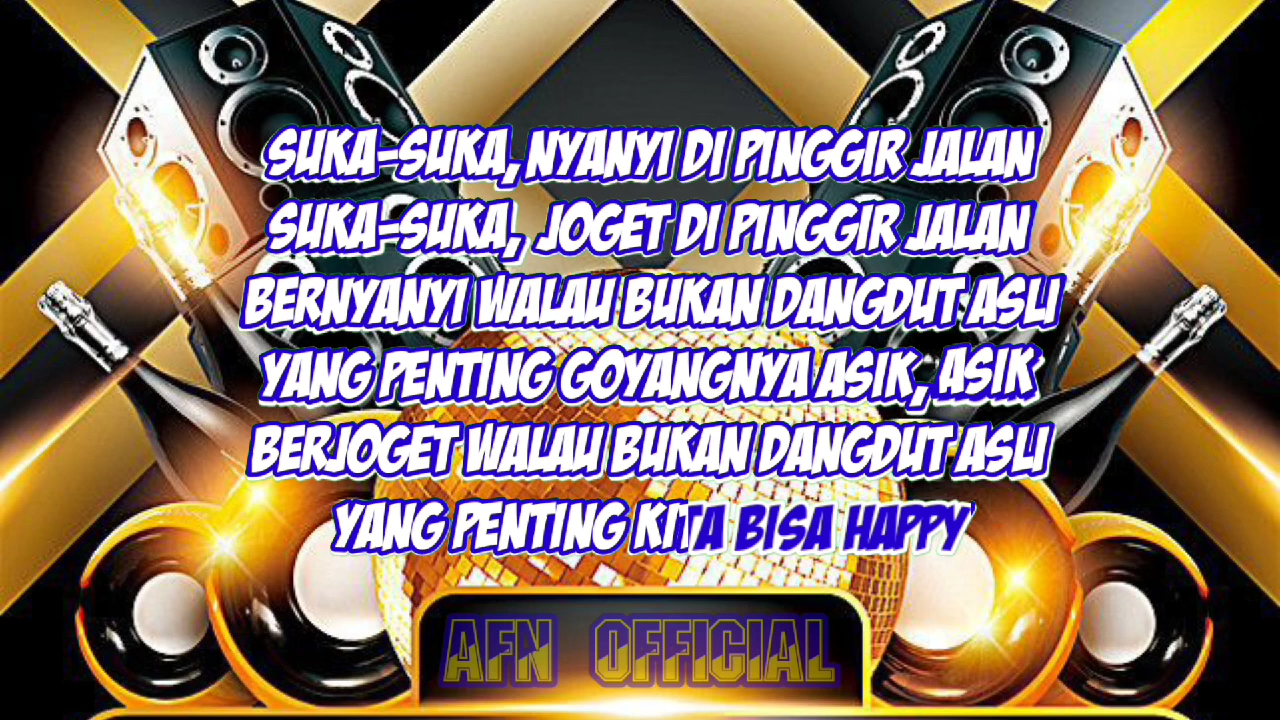 SUKA-SUKA, NYANYI DI PINGGIR JALAN
SUKA-SUKA, JOGET DI PINGGIR JALAN
BERNYANYI WALAU BUKAN DANGDUT ASLI
YANG PENTING GOYANGNYA ASIK, ASIK
BERJOGET WALAU BUKAN DANGDUT ASLI
YANG PENTING KITA BISA HAPPY
AFN OFFICIAL